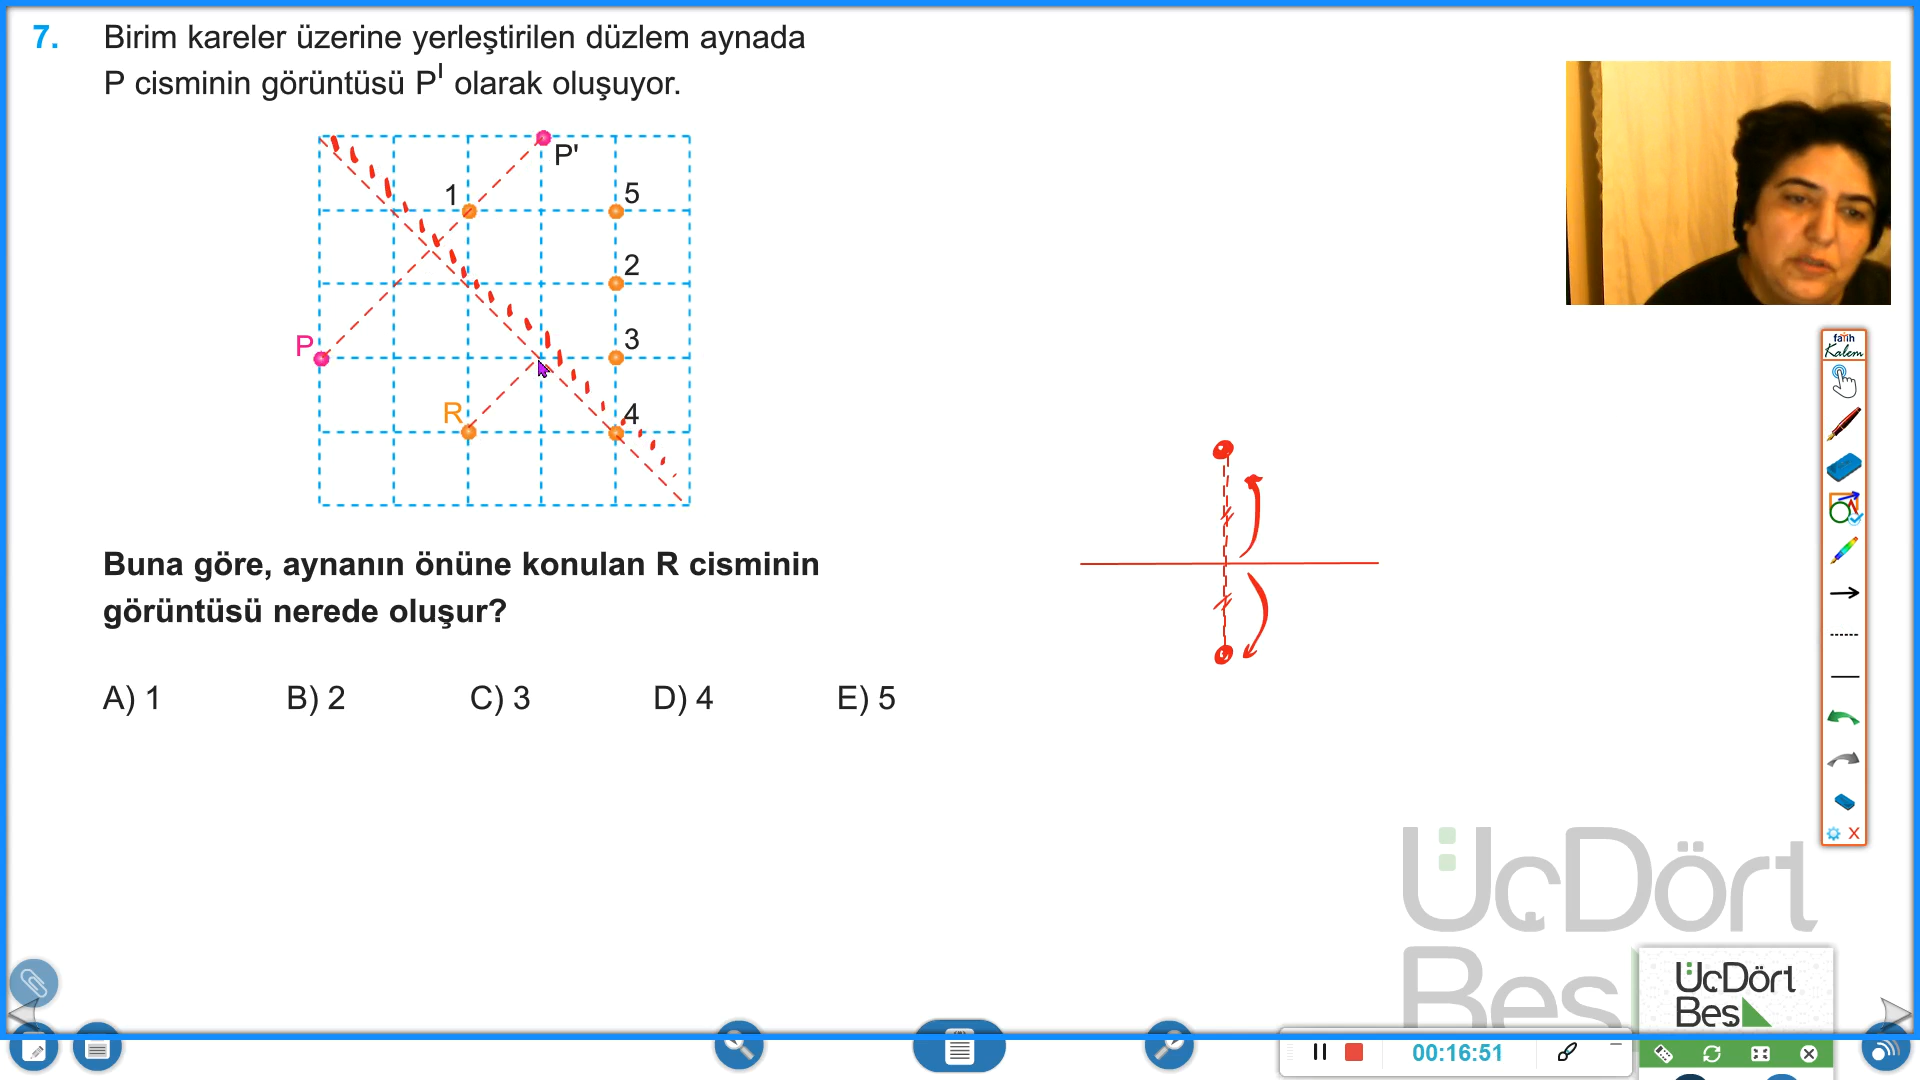 7. Birim kareler üzerine yerleştirilen düzlem aynada
P cisminin görüntüsü Pᴵ olarak oluşuyor.
P'
1
5
2
P
3
R
4
Buna göre, aynanın önüne konulan R cisminin
görüntüsü nerede oluşur?
A) 1 B) 2 C) 3 D) 4 E) 5
fatih
Kalem
X
ÜçDört
Beş
ÜçDört
Beş
00:16:51